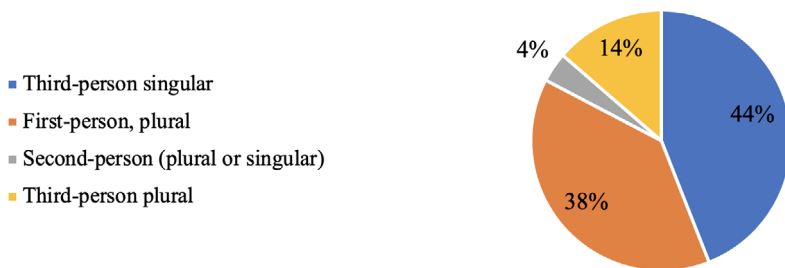 4%
14%
Third-person singular
44%
First-person, plural
Second-person (plural or singular)
Third-person plural
38%